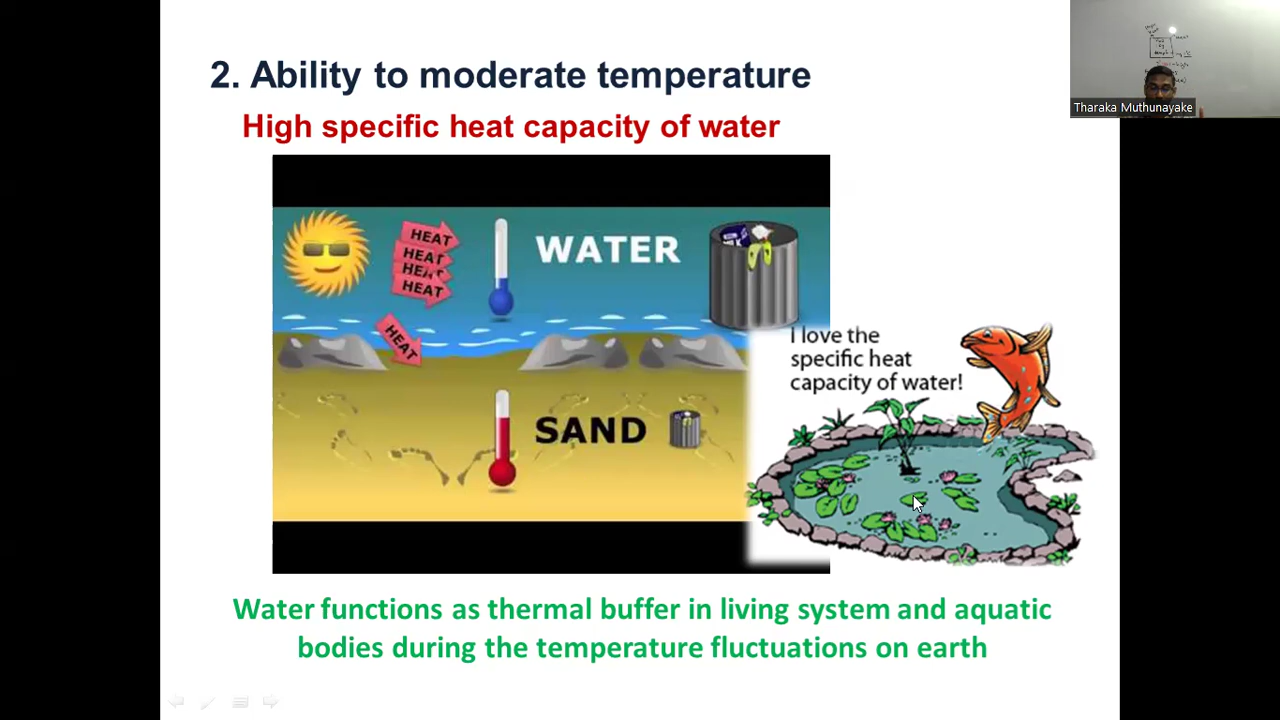 2. Ability to moderate temperature
High specific heat capacity of water
HEAT
HEAT
HEAT
HEAT
WATER
HEAT
SAND
I love the
specific heat
capacity of water!
Water functions as thermal buffer in living system and aquatic
bodies during the temperature fluctuations on earth
Tharaka Muthunayake